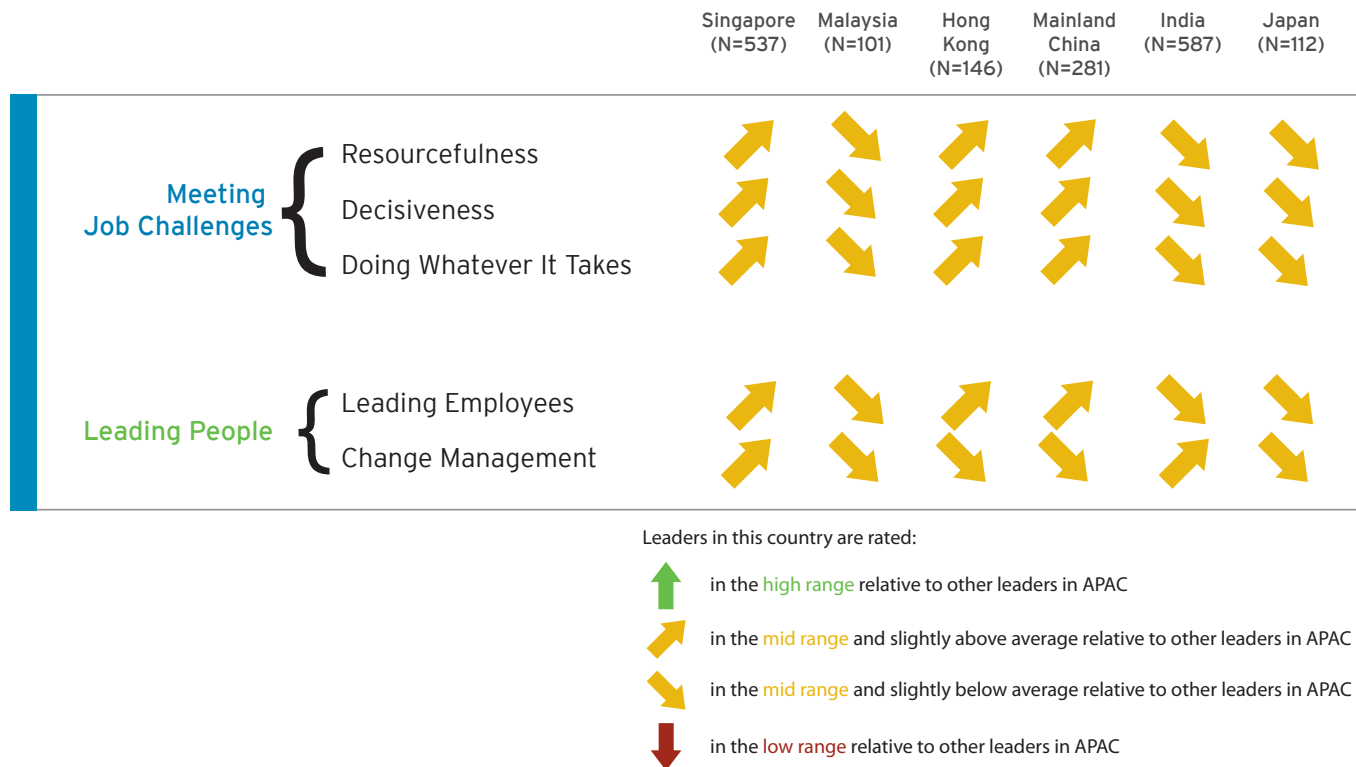 Singapore
(N=537)
Malaysia
(N=101)
Hong
Kong
(N=146)
Mainland
China
(N=281)
India
(N=587)
Japan
(N=112)
Meeting
Job Challenges
Resourcefulness
Decisiveness
Doing Whatever It Takes
Leading People
Leading Employees
Change Management
Leaders in this country are rated:
in the high range relative to other leaders in APAC
in the mid range and slightly above average relative to other leaders in APAC
in the mid range and slightly below average relative to other leaders in APAC
in the low range relative to other leaders in APAC